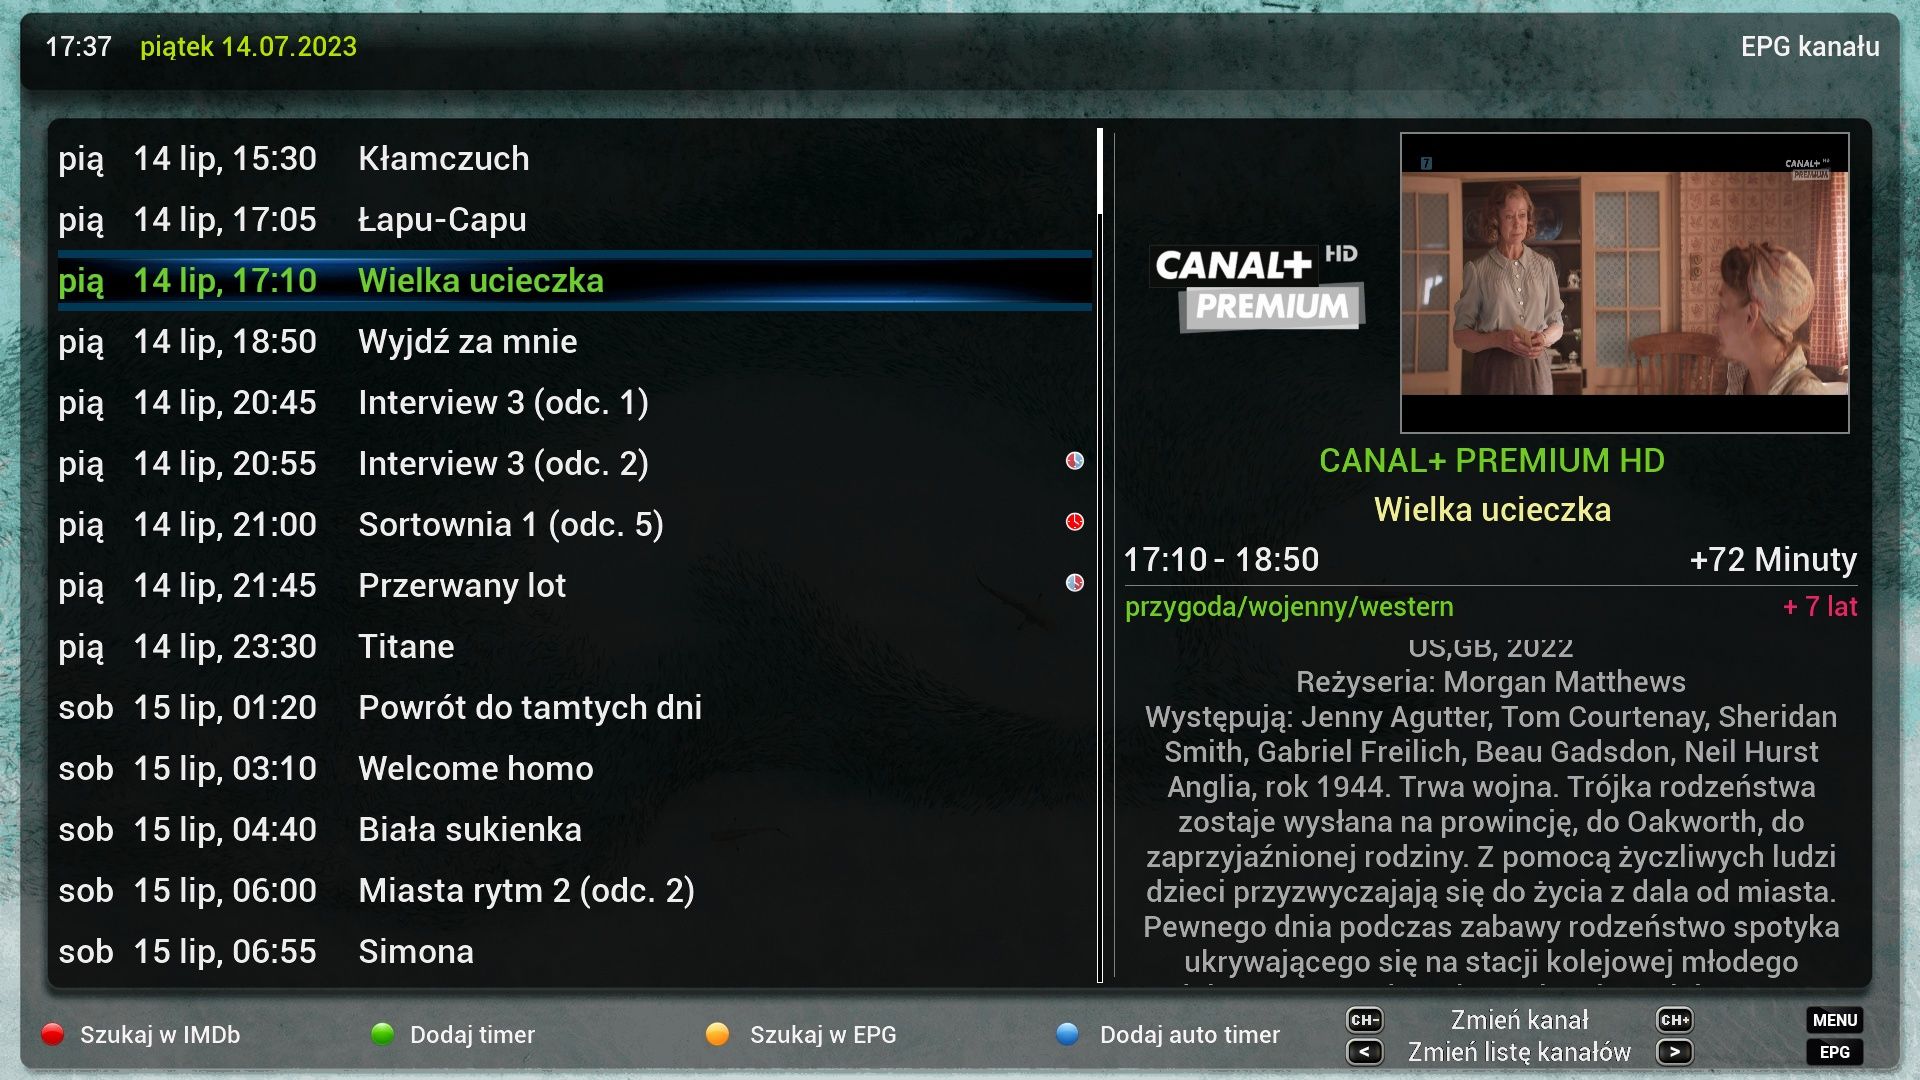 17:37 piątek 14.07.2023 EPG kanału
pią 14 lip, 15:30 Kłamczuch
pią 14 lip, 17:05 Łapu-Capu
pią 14 lip, 17:10 Wielka ucieczka
pią 14 lip, 18:50 Wyjdź za mnie
pią 14 lip, 20:45 Interview 3 (odc. 1)
pią 14 lip, 20:55 Interview 3 (odc. 2)
pią 14 lip, 21:00 Sortownia 1 (odc. 5)
pią 14 lip, 21:45 Przerwany lot
pią 14 lip, 23:30 Titane
sob 15 lip, 01:20 Powrót do tamtych dni
sob 15 lip, 03:10 Welcome homo
sob 15 lip, 04:40 Biała sukienka
sob 15 lip, 06:00 Miasta rytm 2 (odc. 2)
sob 15 lip, 06:55 Simona
CANAL+ HD
PREMIUM
7
CANAL+ HD
PREMIUM
CANAL+ PREMIUM HD
Wielka ucieczka
17:10 - 18:50 +72 Minuty
przygoda/wojenny/western + 7 lat
US,GB, 2022
Reżyseria: Morgan Matthews
Występują: Jenny Agutter, Tom Courtenay, Sheridan
Smith, Gabriel Freilich, Beau Gadsdon, Neil Hurst
Anglia, rok 1944. Trwa wojna. Trójka rodzeństwa
zostaje wysłana na prowincję, do Oakworth, do
zaprzyjaźnionej rodziny. Z pomocą życzliwych ludzi
dzieci przyzwyczajają się do życia z dala od miasta.
Pewnego dnia podczas zabawy rodzeństwo spotyka
ukrywającego się na stacji kolejowej młodego
Szukaj w IMDb Dodaj timer Szukaj w EPG Dodaj auto timer
CH- Zmień kanał CH+ MENU
< Zmień listę kanałów > EPG